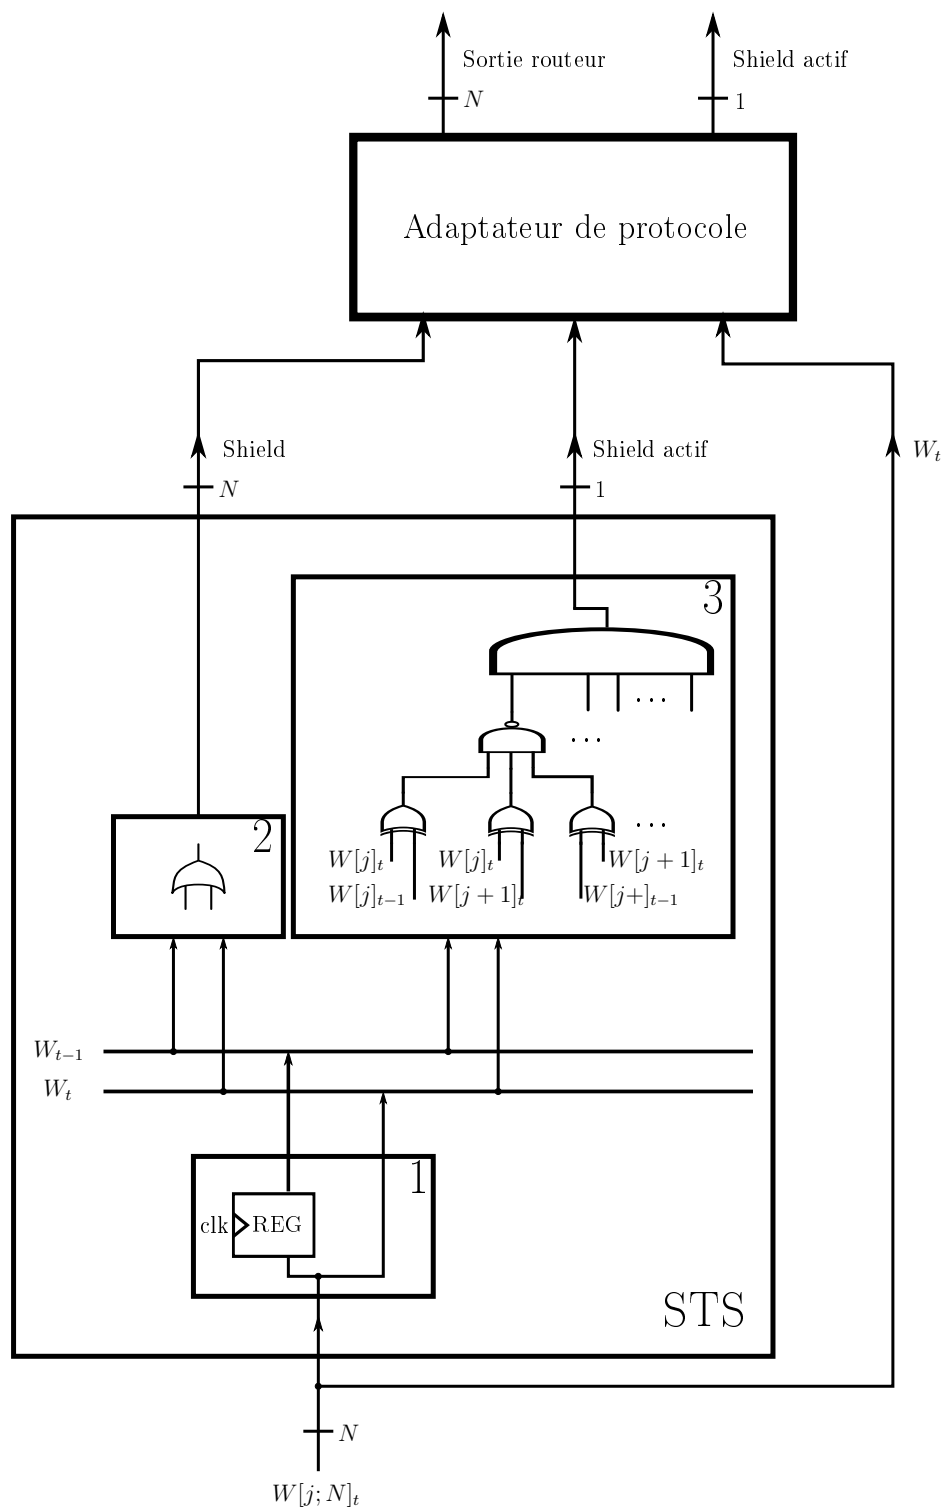 Sortie routeur
Shield actif
N
1
Adaptateur de protocole
Shield
Shield actif
W_t
N
1
3
...
...
2
...
W[j]_t
W[j]_t
W[j+1]_t
W[j]_{t-1}
W[j+1]_t
W[j+]_{t-1}
W_{t-1}
W_t
1
clk
REG
STS
N
W[j;N]_t